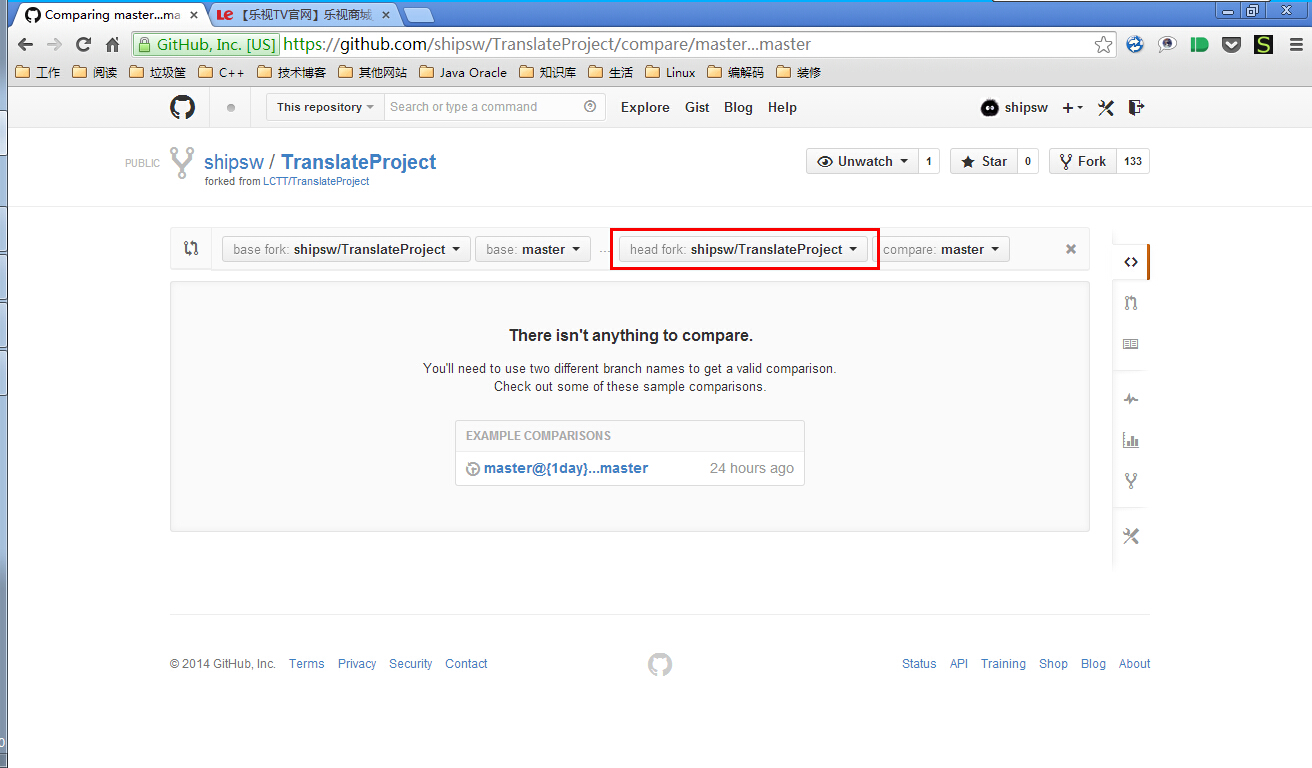 Comparing master...ma
【乐视TV官网】乐视商城
GitHub, Inc. [US] https://github.com/shipsw/TranslateProject/compare/master...master
工作 阅读 垃圾筐 C++ 技术博客 其他网站 Java Oracle 知识库 生活 Linux 编解码 装修
This repository Search or type a command Explore Gist Blog Help shipsw
PUBLIC shipsw / TranslateProject Unwatch 1 Star 0 Fork 133
forked from LCTT/TranslateProject
base fork: shipsw/TranslateProject base: master ... head fork: shipsw/TranslateProject compare: master
There isn't anything to compare.
You'll need to use two different branch names to get a valid comparison.
Check out some of these sample comparisons.
EXAMPLE COMPARISONS
master@{1day}...master 24 hours ago
© 2014 GitHub, Inc. Terms Privacy Security Contact Status API Training Shop Blog About